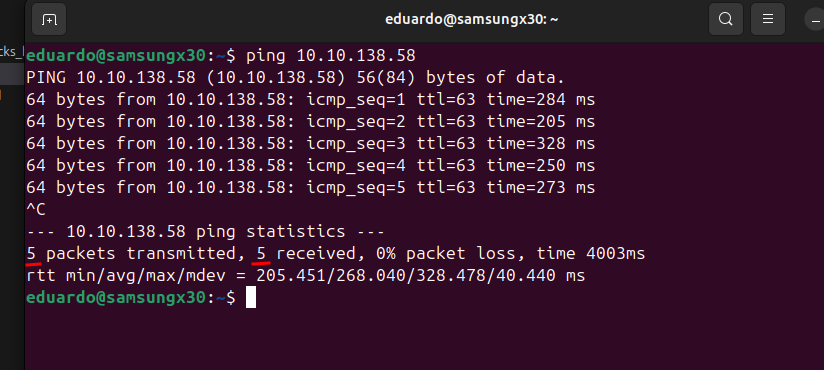 eduardo@samsungx30: ~
cks_l
eduardo@samsungx30:~$ ping 10.10.138.58
PING 10.10.138.58 (10.10.138.58) 56(84) bytes of data.
64 bytes from 10.10.138.58: icmp_seq=1 ttl=63 time=284 ms
64 bytes from 10.10.138.58: icmp_seq=2 ttl=63 time=205 ms
64 bytes from 10.10.138.58: icmp_seq=3 ttl=63 time=328 ms
64 bytes from 10.10.138.58: icmp_seq=4 ttl=63 time=250 ms
64 bytes from 10.10.138.58: icmp_seq=5 ttl=63 time=273 ms
^C
--- 10.10.138.58 ping statistics ---
5 packets transmitted, 5 received, 0% packet loss, time 4003ms
rtt min/avg/max/mdev = 205.451/268.040/328.478/40.440 ms
eduardo@samsungx30:~$